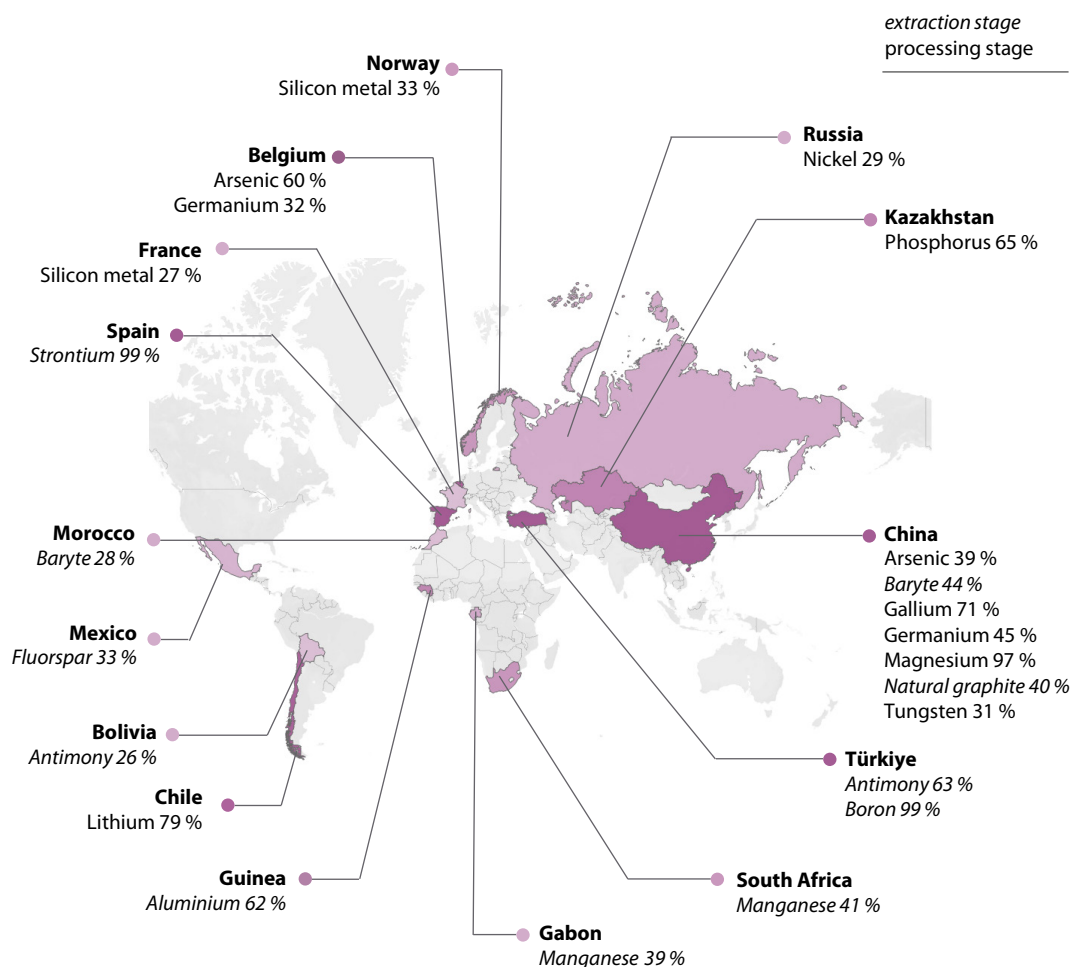 extraction stage
processing stage
Norway
Silicon metal 33 %
Russia
Nickel 29 %
Belgium
Arsenic 60 %
Germanium 32 %
Kazakhstan
Phosphorus 65 %
France
Silicon metal 27 %
Spain
Strontium 99 %
Morocco
Baryte 28 %
China
Arsenic 39 %
Baryte 44 %
Gallium 71 %
Germanium 45 %
Magnesium 97 %
Natural graphite 40 %
Tungsten 31 %
Mexico
Fluorspar 33 %
Bolivia
Antimony 26 %
Türkiye
Antimony 63 %
Boron 99 %
Chile
Lithium 79 %
Guinea
Aluminium 62 %
South Africa
Manganese 41 %
Gabon
Manganese 39 %